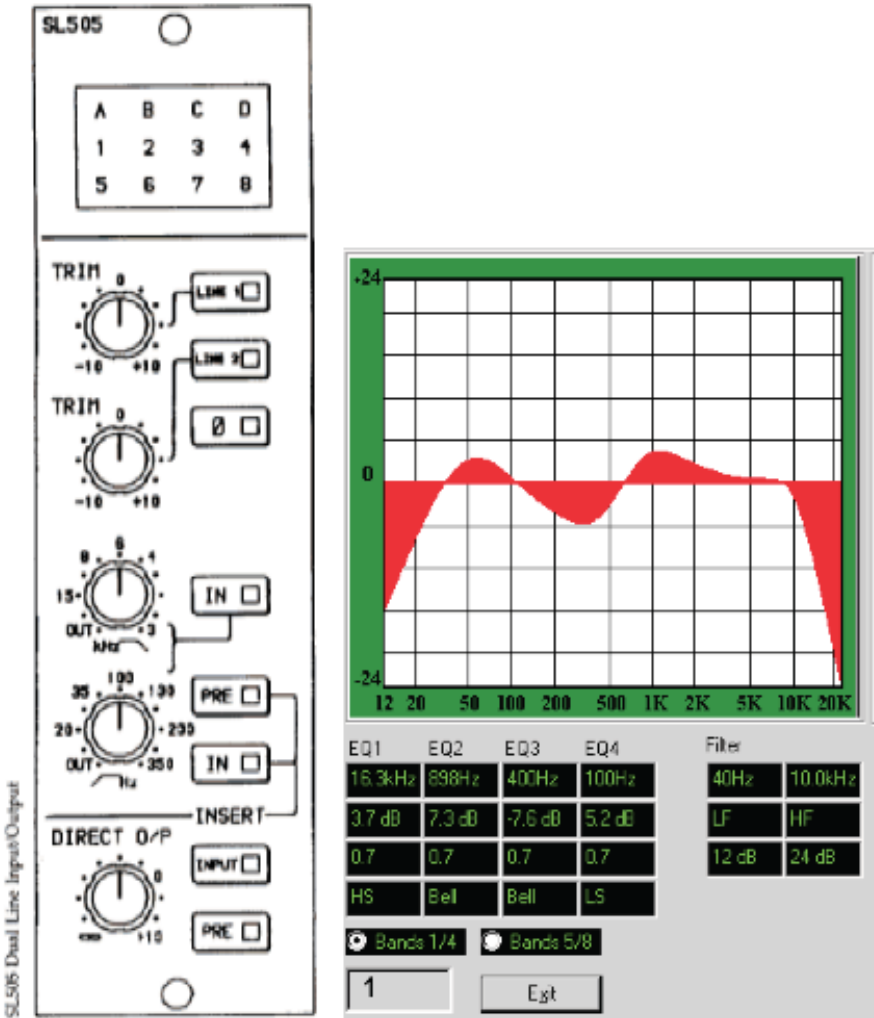 SL505
A B C D
1 2 3 4
5 6 7 8
TRIM 0 LINE 1
-10 +10 LINE 2
TRIM 0 Ø
-10 +10
8 6 4
15 IN
OUT 3
kHz
100
35 130 PRE
20 200
OUT 350 IN
Hz
INSERT
DIRECT O/P
0 INPUT
∞ +10 PRE
SL505 Dual Line Input/Output
+24
0
-24
12 20 50 100 200 500 1K 2K 5K 10K 20K
EQ1 EQ2 EQ3 EQ4 Filter
16.3kHz 898Hz 400Hz 100Hz 40Hz 10.0kHz
3.7 dB 7.3 dB -7.6 dB 5.2 dB LF HF
0.7 0.7 0.7 0.7 12 dB 24 dB
HS Bell Bell LS
Bands 1/4 Bands 5/8
1 Exit